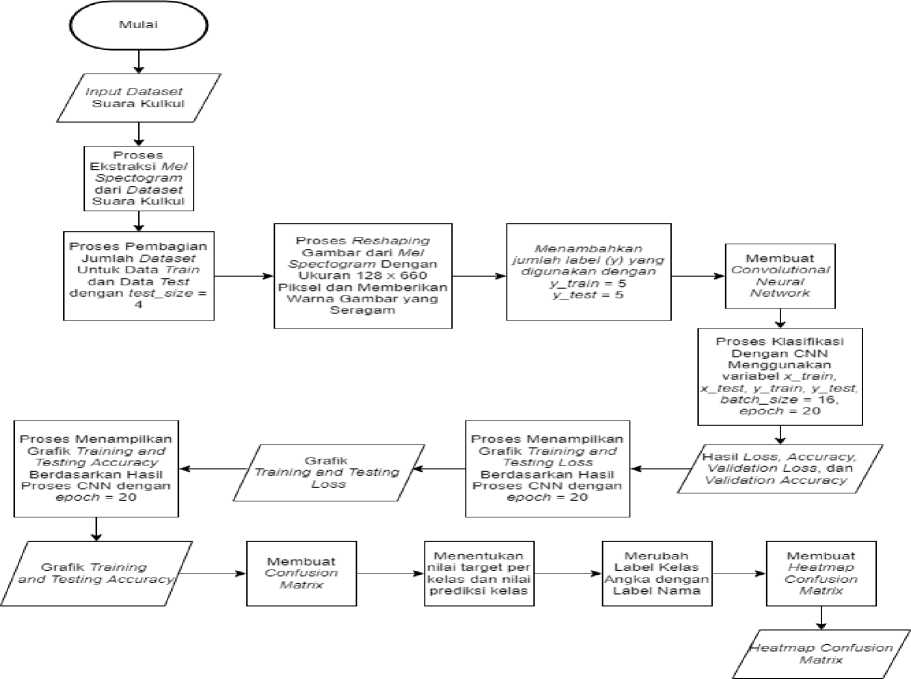 Mulai
Input Dataset
Suara Kulkul
Proses
Ekstraksi Mel
Spectogram
dari Dataset
Suara Kulkul
Proses Pembagian
Jumlah Dataset
Untuk Data Train
dan Data Test
dengan test_size =
4
Proses Reshaping
Gambar dari Mel
Spectogram Dengan
Ukuran 128 x 660
Piksel dan Memberikan
Warna Gambar yang
Seragam
Menambahkan
jumlah label (y) yang
digunakan dengan
y_train = 5
y_test = 5
Membuat
Convolutional
Neural
Network
Proses Klasifikasi
Dengan CNN
Menggunakan
variabel x_train,
x_test, y_train, y_test,
batch_size = 16,
epoch = 20
Hasil Loss, Accuracy,
Validation Loss, dan
Validation Accuracy
Proses Menampilkan
Grafik Training and
Testing Loss
Berdasarkan Hasil
Proses CNN dengan
epoch = 20
Grafik
Training and Testing
Loss
Proses Menampilkan
Grafik Training and
Testing Accuracy
Berdasarkan Hasil
Proses CNN dengan
epoch = 20
Grafik Training
and Testing Accuracy
Membuat
Confusion
Matrix
Menentukan
nilai target per
kelas dan nilai
prediksi kelas
Merubah
Label Kelas
Angka dengan
Label Nama
Membuat
Heatmap
Confusion
Matrix
Heatmap Confusion
Matrix